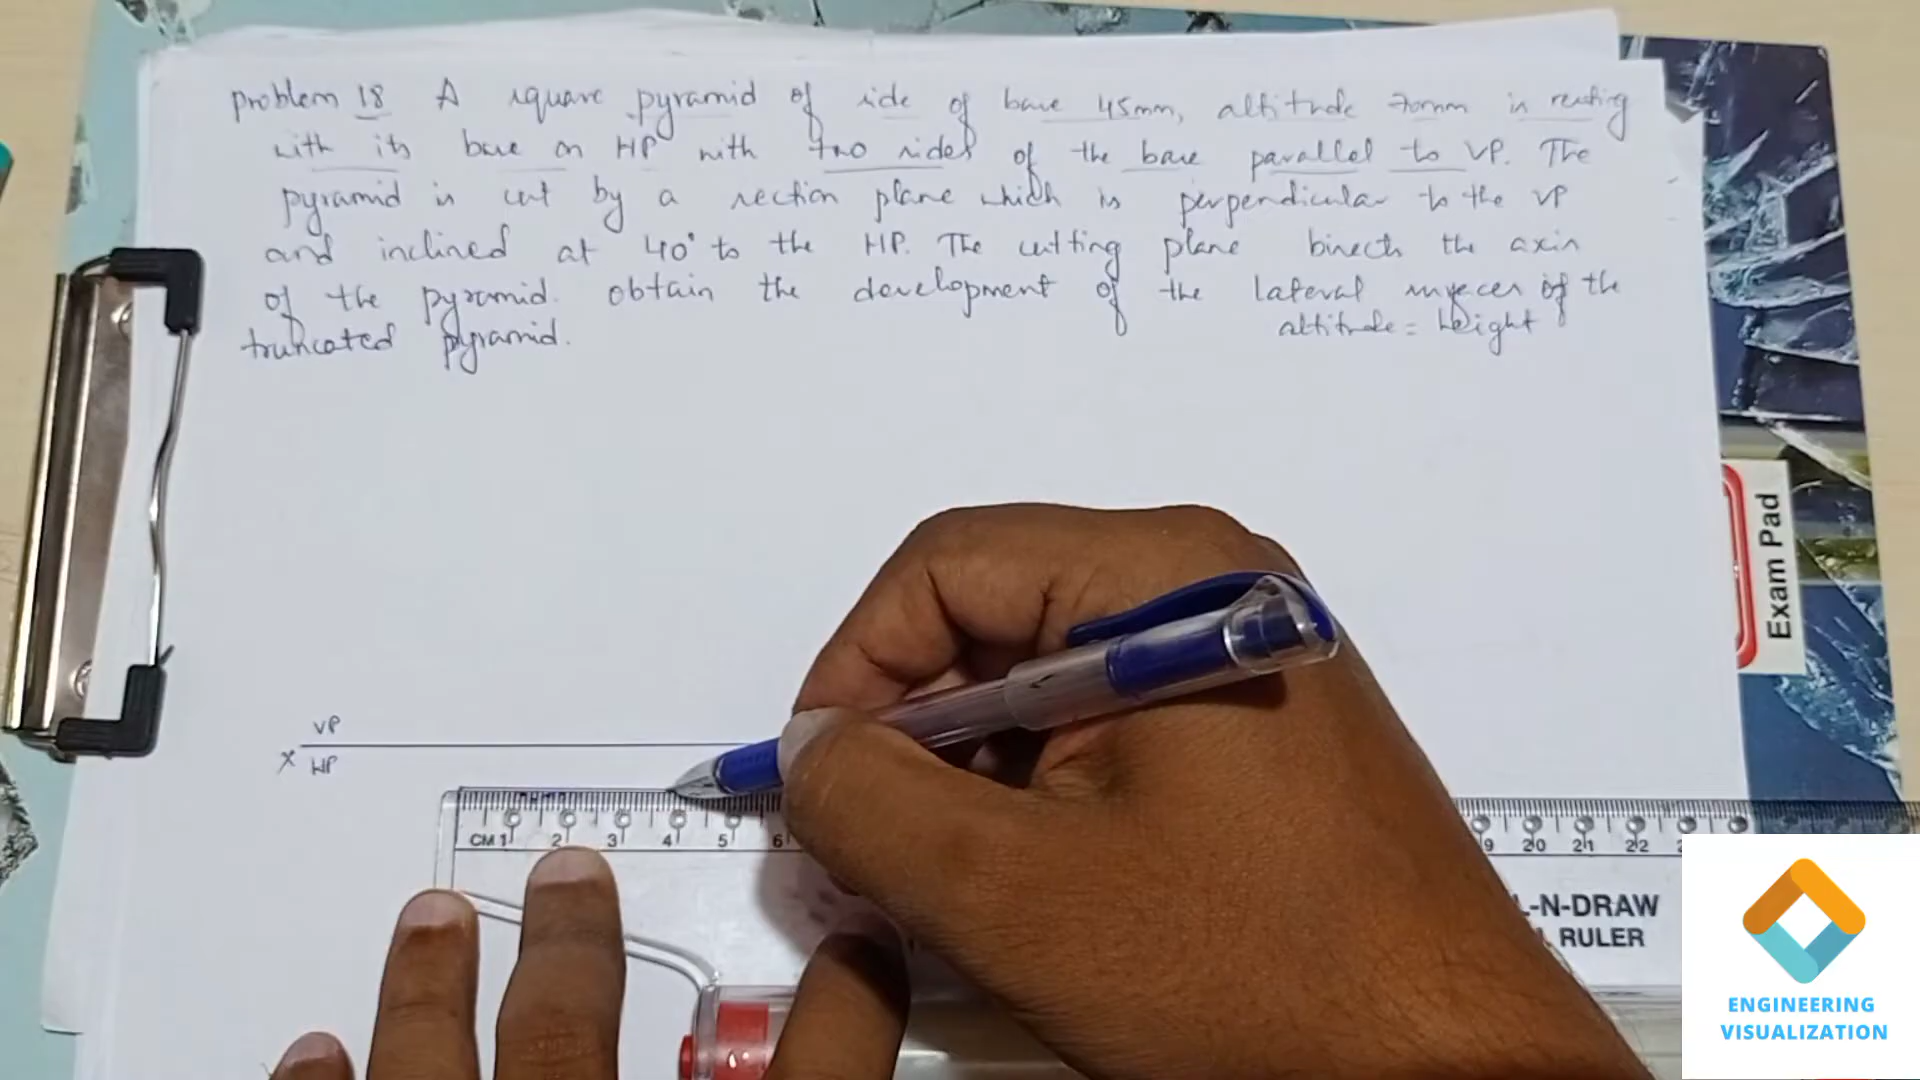 problem 18 A square pyramid of side of base 45mm, altitude 70mm is resting
with its base on HP with two sides of the base parallel to VP. The
pyramid is cut by a section plane which is perpendicular to the VP
and inclined at 40° to the HP. The cutting plane bisects the axis
of the pyramid. obtain the development of the lateral surfaces of the
altitude = height
truncated pyramid.
Exam Pad
VP
X HP
CM 1 2 3 4 5 6
9 20 21 22
L-N-DRAW
RULER
ENGINEERING
VISUALIZATION